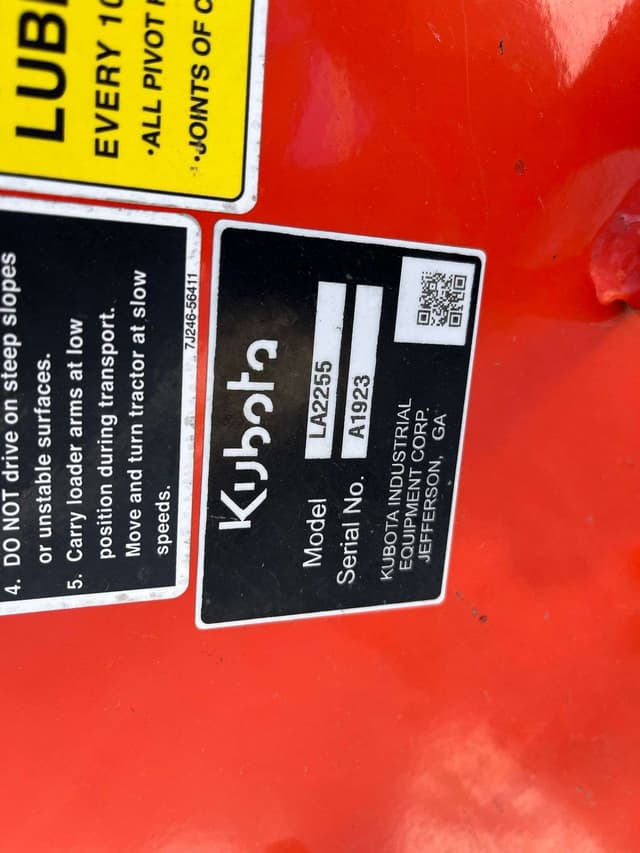 LUB
EVERY 10
•ALL PIVOT
•JOINTS OF C
4. DO NOT drive on steep slopes
or unstable surfaces.
5. Carry loader arms at low
position during transport.
Move and turn tractor at slow
speeds.
7J246-56411
Kubota
Model LA2255
Serial No. A1923
KUBOTA INDUSTRIAL
EQUIPMENT CORP.
JEFFERSON, GA